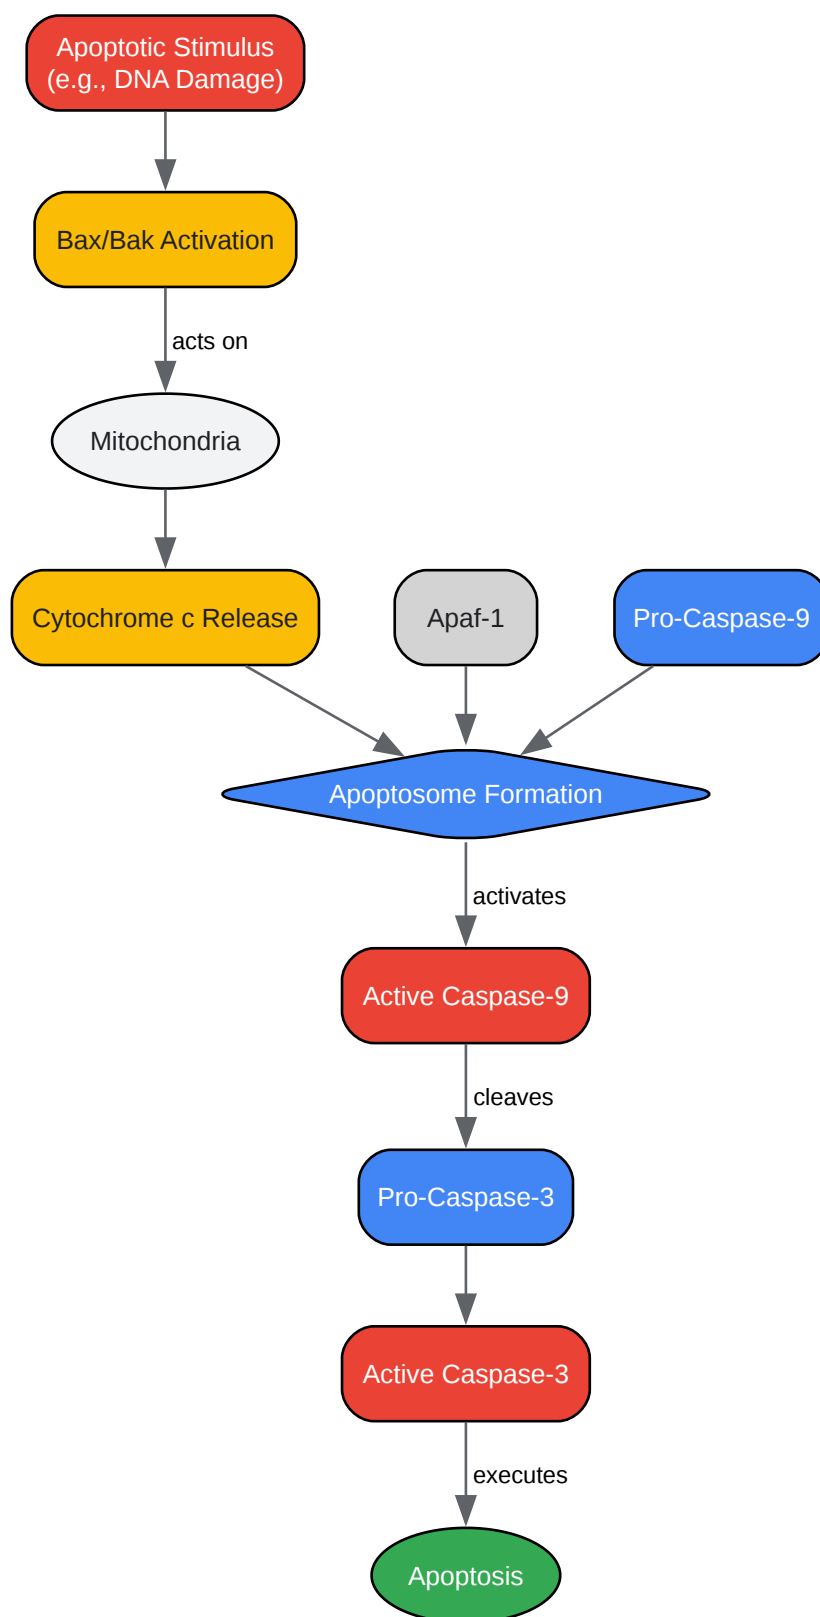 Apoptotic Stimulus
(e.g., DNA Damage)
Bax/Bak Activation
acts on
Mitochondria
Cytochrome c Release
Apaf-1
Pro-Caspase-9
Apoptosome Formation
activates
Active Caspase-9
cleaves
Pro-Caspase-3
Active Caspase-3
executes
Apoptosis